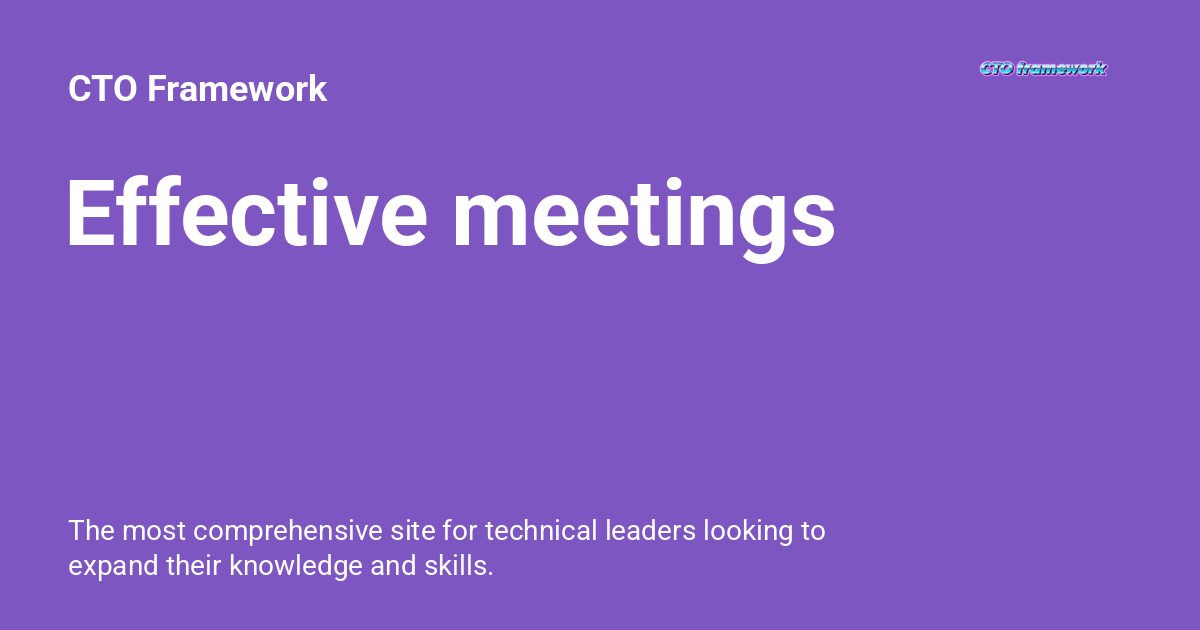 CTO Framework
CTO framework
Effective meetings
The most comprehensive site for technical leaders looking to
expand their knowledge and skills.